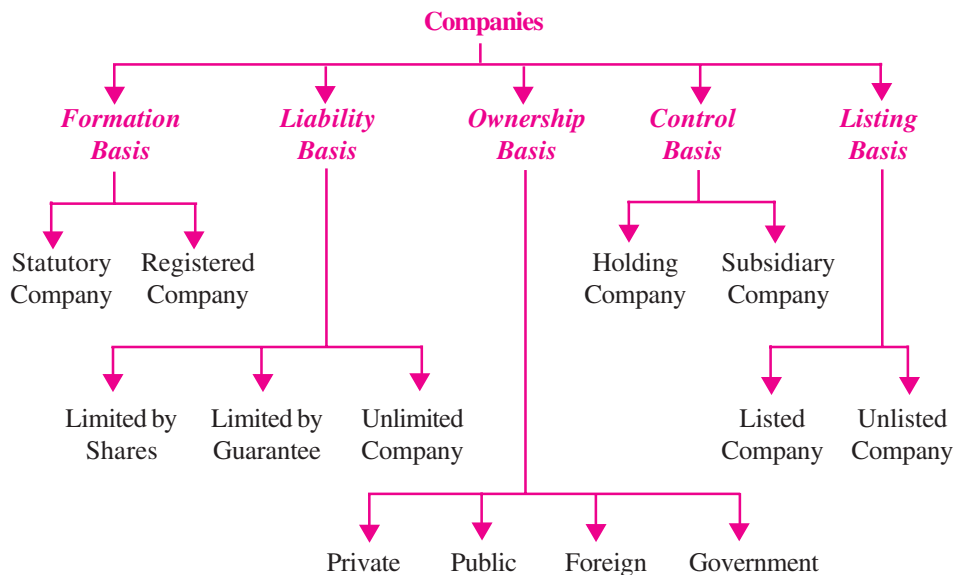 Companies
Formation Basis
Liability Basis
Ownership Basis
Control Basis
Listing Basis
Statutory Company
Registered Company
Holding Company
Subsidiary Company
Limited by Shares
Limited by Guarantee
Unlimited Company
Listed Company
Unlisted Company
Private
Public
Foreign
Government